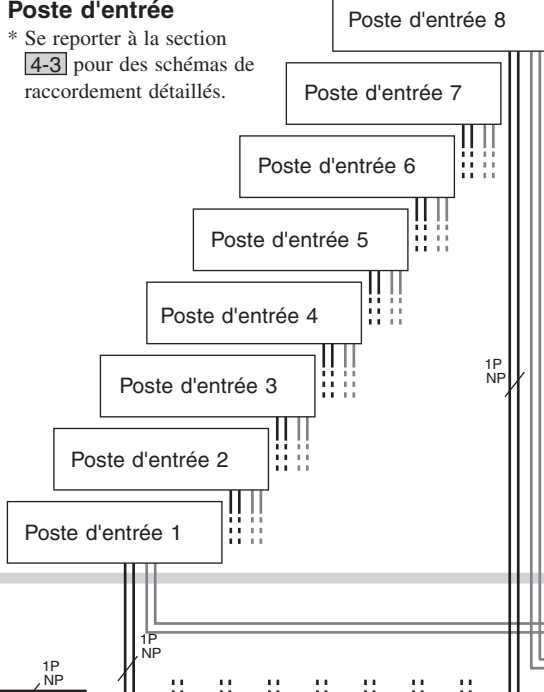 Poste d'entrée
* Se reporter à la section
4-3 pour des schémas de
raccordement détaillés.
Poste d'entrée 8
Poste d'entrée 7
Poste d'entrée 6
Poste d'entrée 5
Poste d'entrée 4
Poste d'entrée 3
Poste d'entrée 2
Poste d'entrée 1
1P
NP
1P
NP
1P
NP